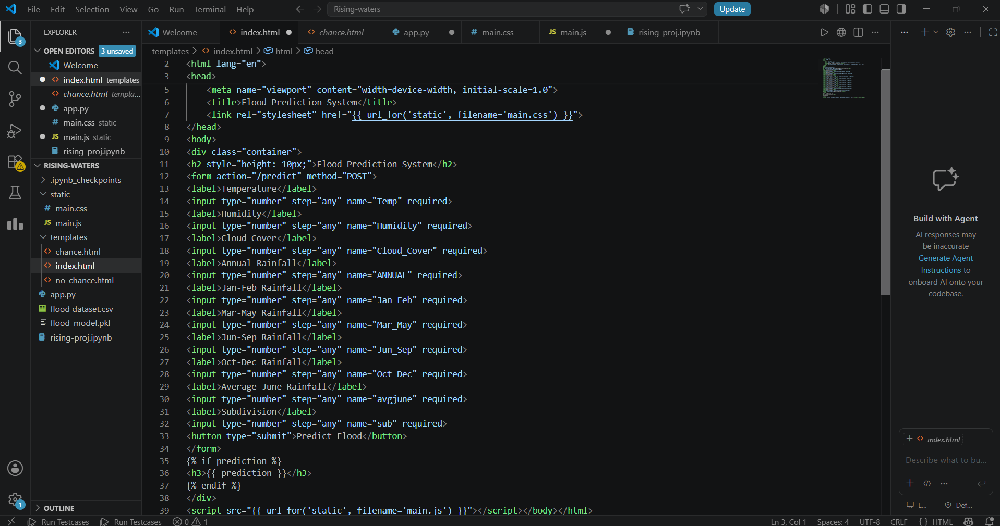 File Edit Selection View Go Run Terminal Help
Rising-waters
Update
EXPLORER
OPEN EDITORS 3 unsaved
Welcome
index.html templates
chance.html templa...
app.py
main.css static
JS main.js static
rising-proj.ipynb
RISING-WATERS
.ipynb_checkpoints
static
# main.css
JS main.js
templates
chance.html
index.html
no_chance.html
app.py
flood dataset.csv
flood_model.pkl
rising-proj.ipynb
OUTLINE
3
1
Welcome
index.html
chance.html
app.py
# main.css
JS main.js
rising-proj.ipynb
templates > index.html > html > head
2 <html lang="en">
3 <head>
5 <meta name="viewport" content="width=device-width, initial-scale=1.0">
6 <title>Flood Prediction System</title>
7 <link rel="stylesheet" href="{{ url_for('static', filename='main.css') }}">
8 </head>
9 <body>
10 <div class="container">
11 <h2 style="height: 10px;">Flood Prediction System</h2>
12 <form action="/predict" method="POST">
13 <label>Temperature</label>
14 <input type="number" step="any" name="Temp" required>
15 <label>Humidity</label>
16 <input type="number" step="any" name="Humidity" required>
17 <label>Cloud Cover</label>
18 <input type="number" step="any" name="Cloud_Cover" required>
19 <label>Annual Rainfall</label>
20 <input type="number" step="any" name="ANNUAL" required>
21 <label>Jan-Feb Rainfall</label>
22 <input type="number" step="any" name="Jan_Feb" required>
23 <label>Mar-May Rainfall</label>
24 <input type="number" step="any" name="Mar_May" required>
25 <label>Jun-Sep Rainfall</label>
26 <input type="number" step="any" name="Jun_Sep" required>
27 <label>Oct-Dec Rainfall</label>
28 <input type="number" step="any" name="Oct_Dec" required>
29 <label>Average June Rainfall</label>
30 <input type="number" step="any" name="avgjune" required>
31 <label>Subdivision</label>
32 <input type="number" step="any" name="sub" required>
33 <button type="submit">Predict Flood</button>
34 </form>
35 {% if prediction %}
36 <h3>{{ prediction }}</h3>
37 {% endif %}
38 </div>
39 <script src="{{ url_for('static', filename='main.js') }}"></script></body></html>
Build with Agent
AI responses may
be inaccurate
Generate Agent
Instructions to
onboard AI onto your
codebase.
index.html
Describe what to bu...
L...
Def...
Run Testcases
Run Testcases
0 1
Ln 3, Col 1 Spaces: 4 UTF-8 CRLF {} HTML